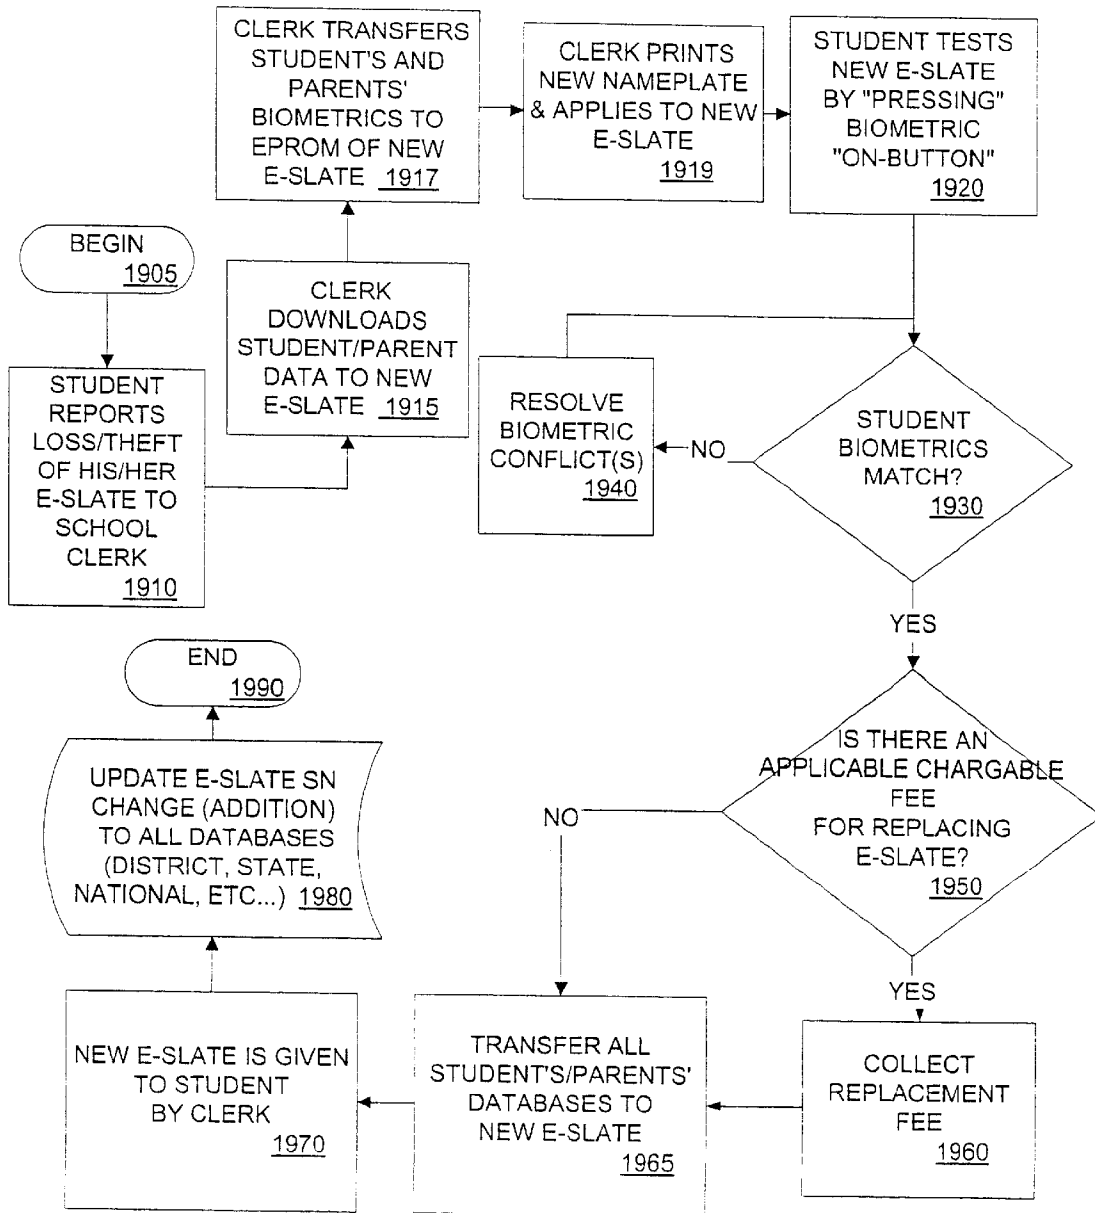 BEGIN
1905
STUDENT
REPORTS
LOSS/THEFT
OF HIS/HER
E-SLATE TO
SCHOOL
CLERK
1910
CLERK
DOWNLOADS
STUDENT/PARENT
DATA TO NEW
E-SLATE 1915
CLERK TRANSFERS
STUDENT'S AND
PARENTS'
BIOMETRICS TO
EPROM OF NEW
E-SLATE 1917
CLERK PRINTS
NEW NAMEPLATE
& APPLIES TO NEW
E-SLATE
1919
STUDENT TESTS
NEW E-SLATE
BY "PRESSING"
BIOMETRIC
"ON-BUTTON"
1920
STUDENT
BIOMETRICS
MATCH?
1930
NO
RESOLVE
BIOMETRIC
CONFLICT(S)
1940
YES
IS THERE AN
APPLICABLE CHARGABLE
FEE
FOR REPLACING
E-SLATE?
1950
NO
YES
COLLECT
REPLACEMENT
FEE
1960
TRANSFER ALL
STUDENT'S/PARENTS'
DATABASES TO
NEW E-SLATE
1965
NEW E-SLATE IS GIVEN
TO STUDENT
BY CLERK
1970
UPDATE E-SLATE SN
CHANGE (ADDITION)
TO ALL DATABASES
(DISTRICT, STATE,
NATIONAL, ETC...) 1980
END
1990